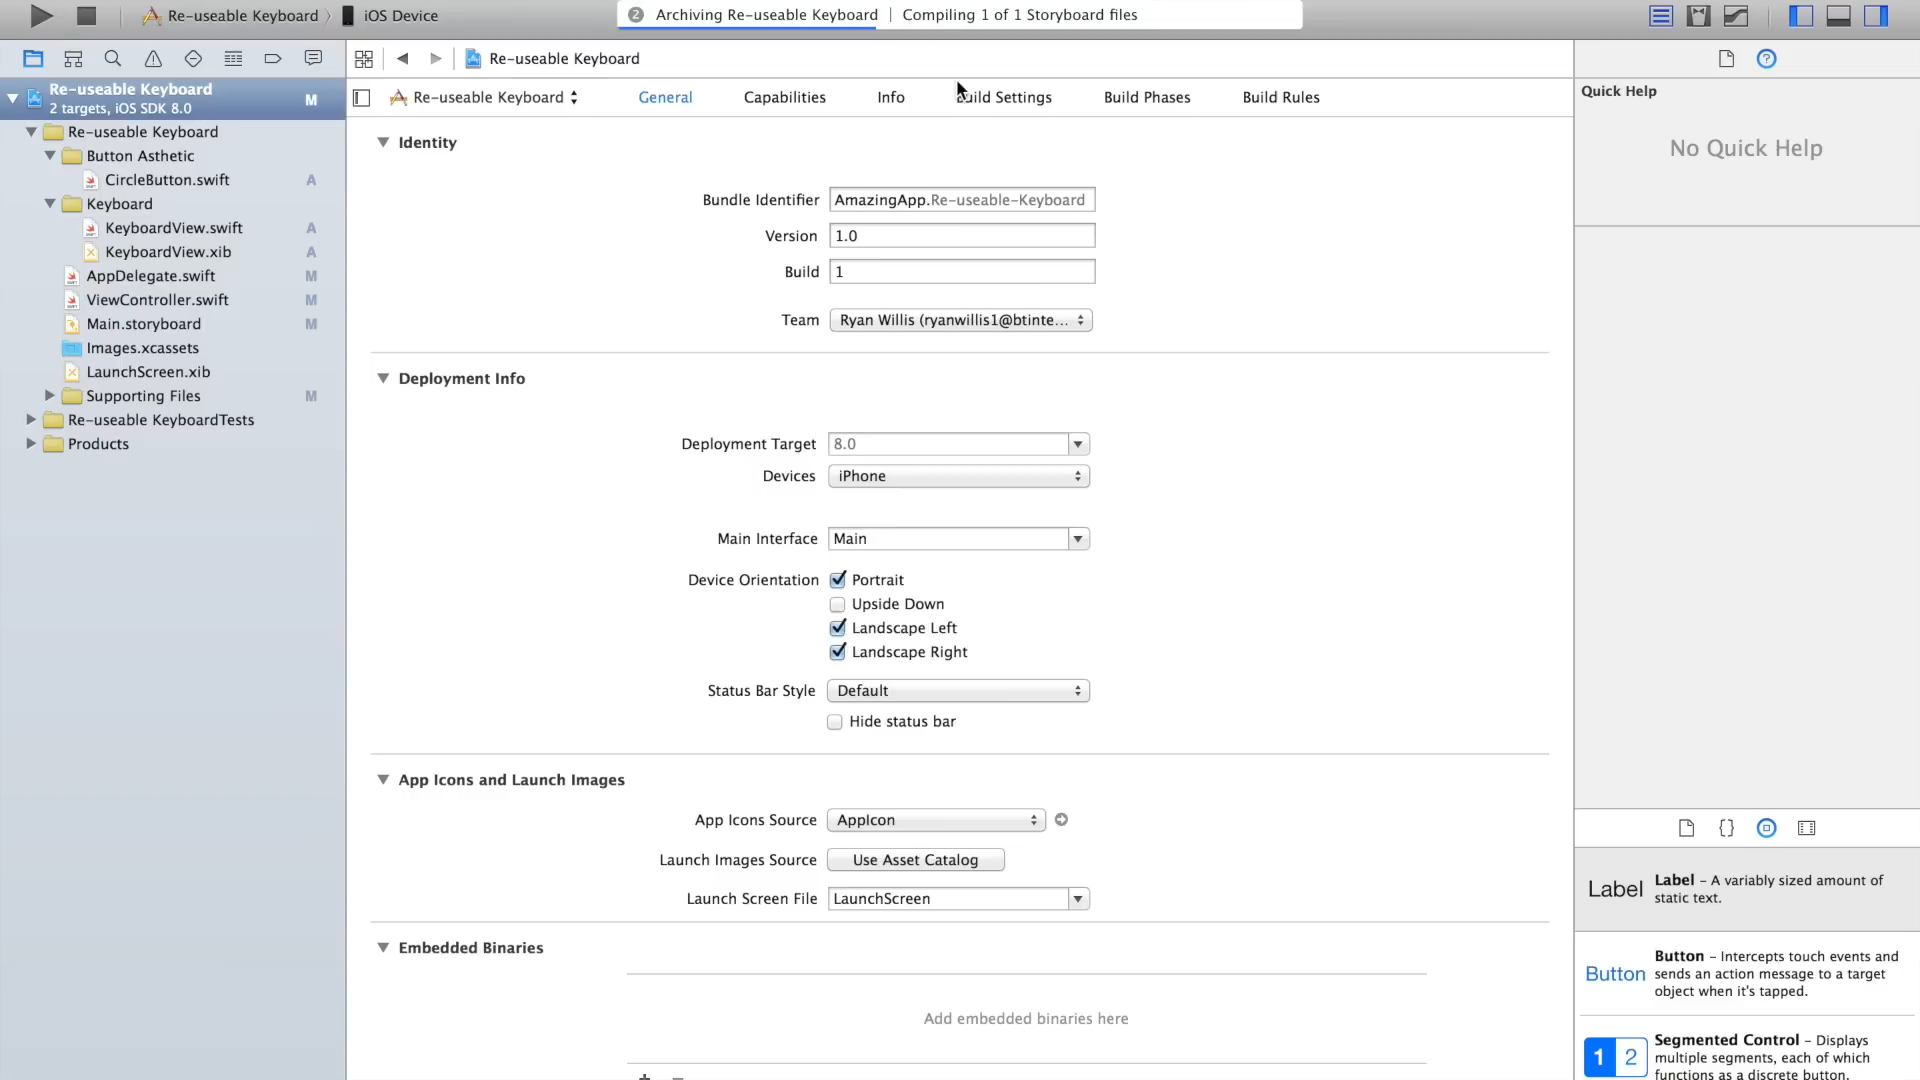 Re-useable Keyboard
iOS Device
2
Archiving Re-useable Keyboard | Compiling 1 of 1 Storyboard files
Re-useable Keyboard
Re-useable Keyboard
2 targets, iOS SDK 8.0
M
Re-useable Keyboard
Button Asthetic
CircleButton.swift A
Keyboard
KeyboardView.swift A
KeyboardView.xib A
AppDelegate.swift M
ViewController.swift M
Main.storyboard M
Images.xcassets
LaunchScreen.xib
Supporting Files M
Re-useable KeyboardTests
Products
Re-useable Keyboard
General
Capabilities
Info
Build Settings
Build Phases
Build Rules
Identity
Bundle Identifier AmazingApp.Re-useable-Keyboard
Version 1.0
Build 1
Team Ryan Willis (ryanwillis1@btinte...
Deployment Info
Deployment Target 8.0
Devices iPhone
Main Interface Main
Device Orientation Portrait
Upside Down
Landscape Left
Landscape Right
Status Bar Style Default
Hide status bar
App Icons and Launch Images
App Icons Source AppIcon
Launch Images Source Use Asset Catalog
Launch Screen File LaunchScreen
Embedded Binaries
Add embedded binaries here
Quick Help
No Quick Help
{}
Label
Label - A variably sized amount of
static text.
Button
Button - Intercepts touch events and
sends an action message to a target
object when it's tapped.
1 2
Segmented Control - Displays
multiple segments, each of which
functions as a discrete button.